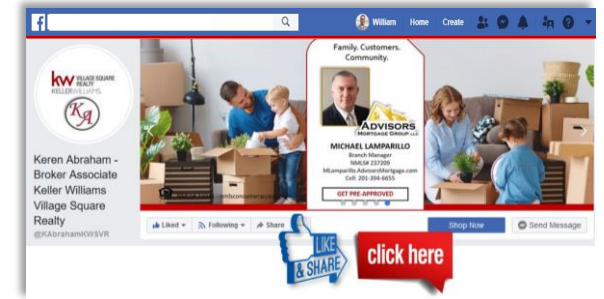 f
William Home Create
kw VILLAGE SQUARE
REALTY
KELLERWILLIAMS.
KA
Keren Abraham -
Broker Associate
Keller Williams
Village Square
Realty
@KAbrahamKWSVR
Family. Customers.
Community.
ADVISORS
MORTGAGE GROUP
MICHAEL LAMPARILLO
Branch Manager
NMLS# 237209
MLamparillo.AdvisorsMortgage.com
Cell: 201-394-6655
GET PRE-APPROVED
Liked Following Share
Shop Now Send Message
LIKE
& SHARE
click here